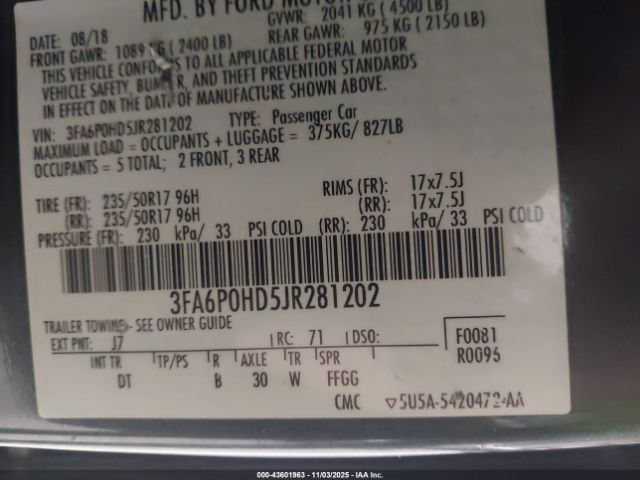 MFD. BY FORD MOTOR
DATE: 08/18 GVWR: 2041 KG (4500 LB)
FRONT GAWR: 1089 KG (2400 LB) REAR GAWR: 975 KG (2150 LB)
THIS VEHICLE CONFORMS TO ALL APPLICABLE FEDERAL MOTOR
VEHICLE SAFETY, BUMPER, AND THEFT PREVENTION STANDARDS
IN EFFECT ON THE DATE OF MANUFACTURE SHOWN ABOVE.
VIN: 3FA6P0HD5JR281202 TYPE: Passenger Car
MAXIMUM LOAD = OCCUPANTS + LUGGAGE = 375KG/ 827LB
OCCUPANTS = 5 TOTAL; 2 FRONT, 3 REAR
TIRE (FR): 235/50R17 96H RIMS (FR): 17x7.5J
(RR): 235/50R17 96H (RR): 17x7.5J
PRESSURE (FR): 230 kPa/ 33 PSI COLD (RR): 230 kPa/ 33 PSI COLD
3FA6P0HD5JR281202
TRAILER TOWING- SEE OWNER GUIDE
EXT PNT: J7 RC: 71 DSO: F0081
R0096
INT TR TP/PS R AXLE TR SPR
DT B 30 W FFGG
CMC ▽5U5A-5420472-AA
000-43601963 - 11/03/2025 - IAA Inc.